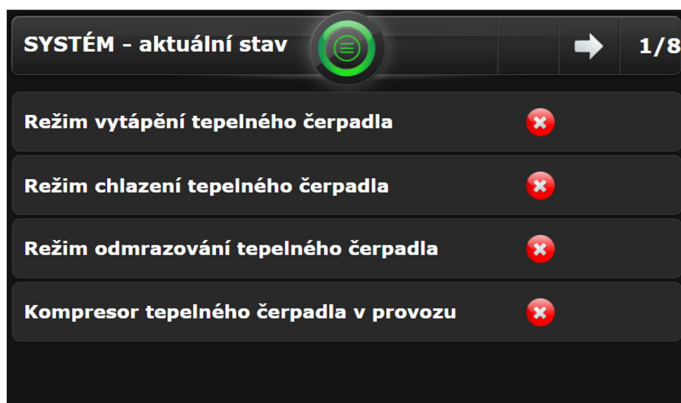 SYSTÉM - aktuální stav
1/8
Režim vytápění tepelného čerpadla
Režim chlazení tepelného čerpadla
Režim odmrazování tepelného čerpadla
Kompresor tepelného čerpadla v provozu